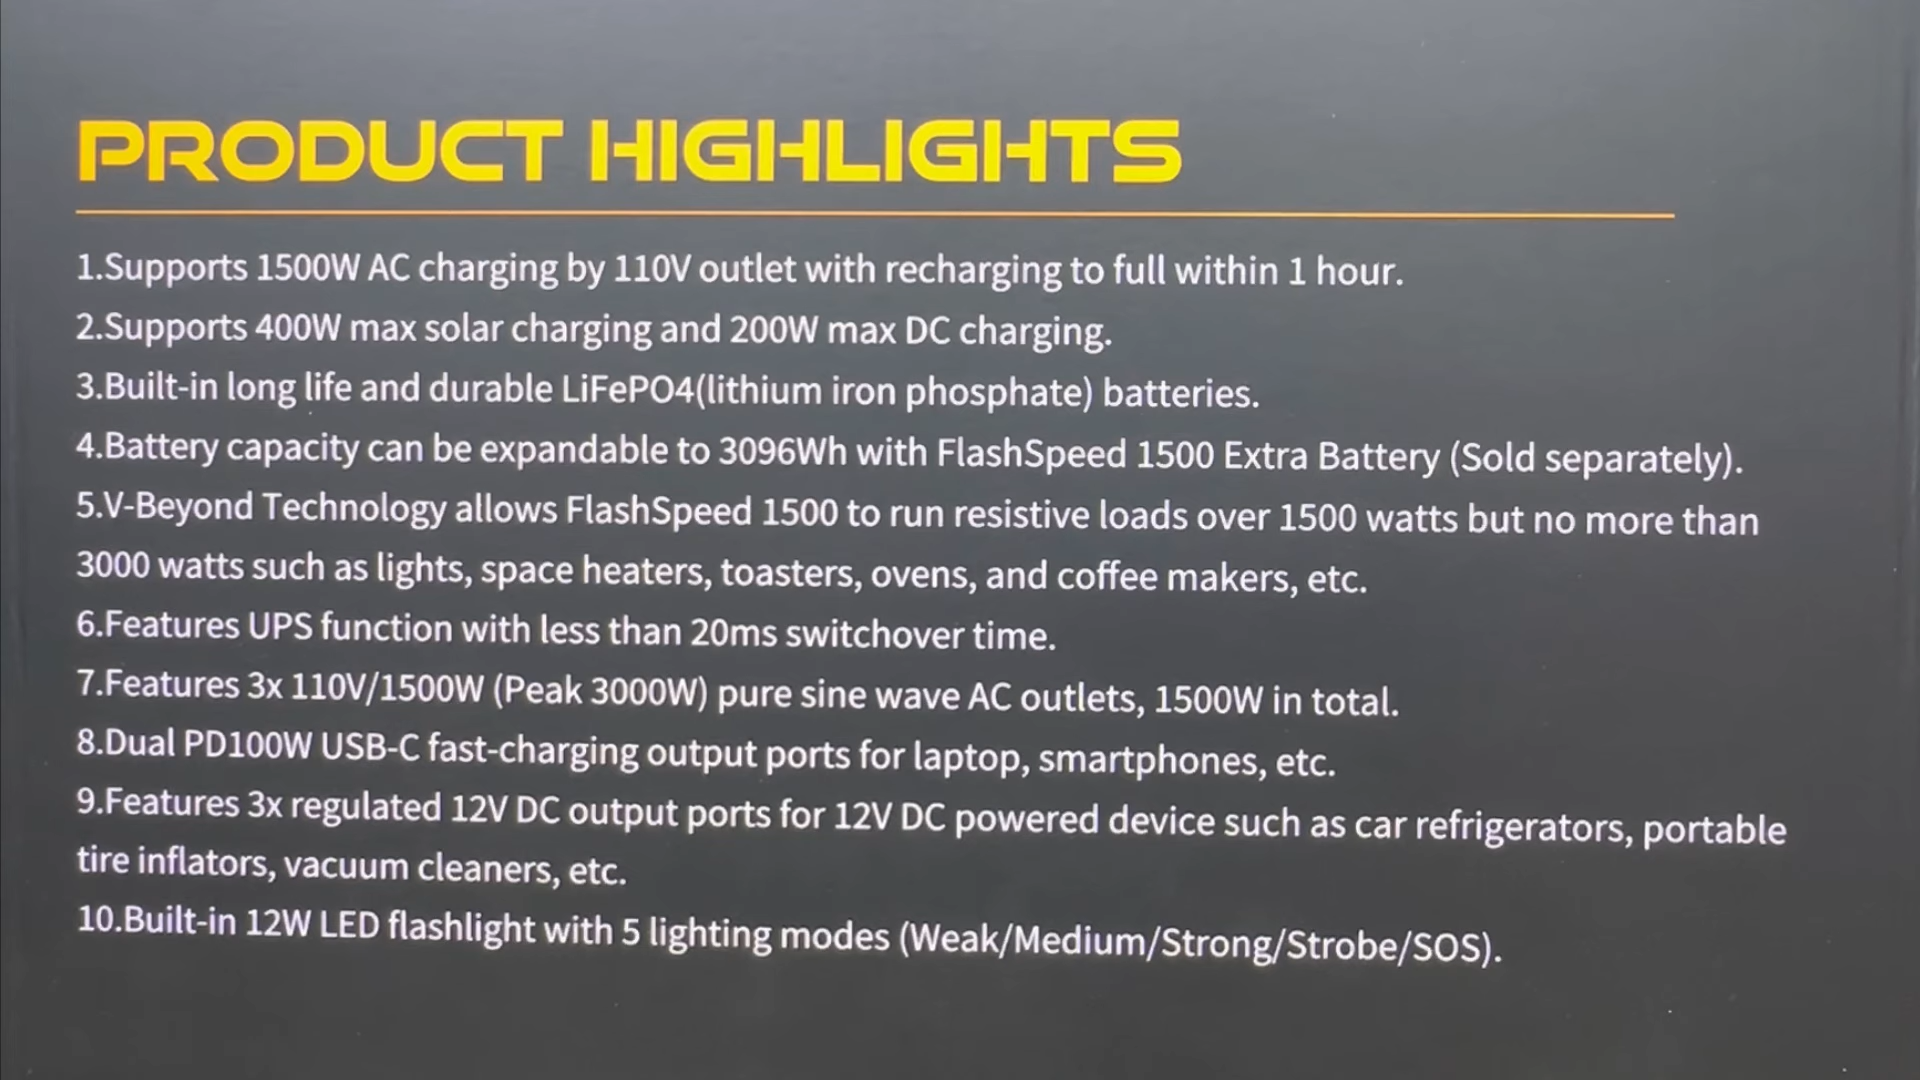 PRODUCT HIGHLIGHTS
1.Supports 1500W AC charging by 110V outlet with recharging to full within 1 hour.
2.Supports 400W max solar charging and 200W max DC charging.
3.Built-in long life and durable LiFePO4(lithium iron phosphate) batteries.
4.Battery capacity can be expandable to 3096Wh with FlashSpeed 1500 Extra Battery (Sold separately).
5.V-Beyond Technology allows FlashSpeed 1500 to run resistive loads over 1500 watts but no more than
3000 watts such as lights, space heaters, toasters, ovens, and coffee makers, etc.
6.Features UPS function with less than 20ms switchover time.
7.Features 3x 110V/1500W (Peak 3000W) pure sine wave AC outlets, 1500W in total.
8.Dual PD100W USB-C fast-charging output ports for laptop, smartphones, etc.
9.Features 3x regulated 12V DC output ports for 12V DC powered device such as car refrigerators, portable
tire inflators, vacuum cleaners, etc.
10.Built-in 12W LED flashlight with 5 lighting modes (Weak/Medium/Strong/Strobe/SOS).